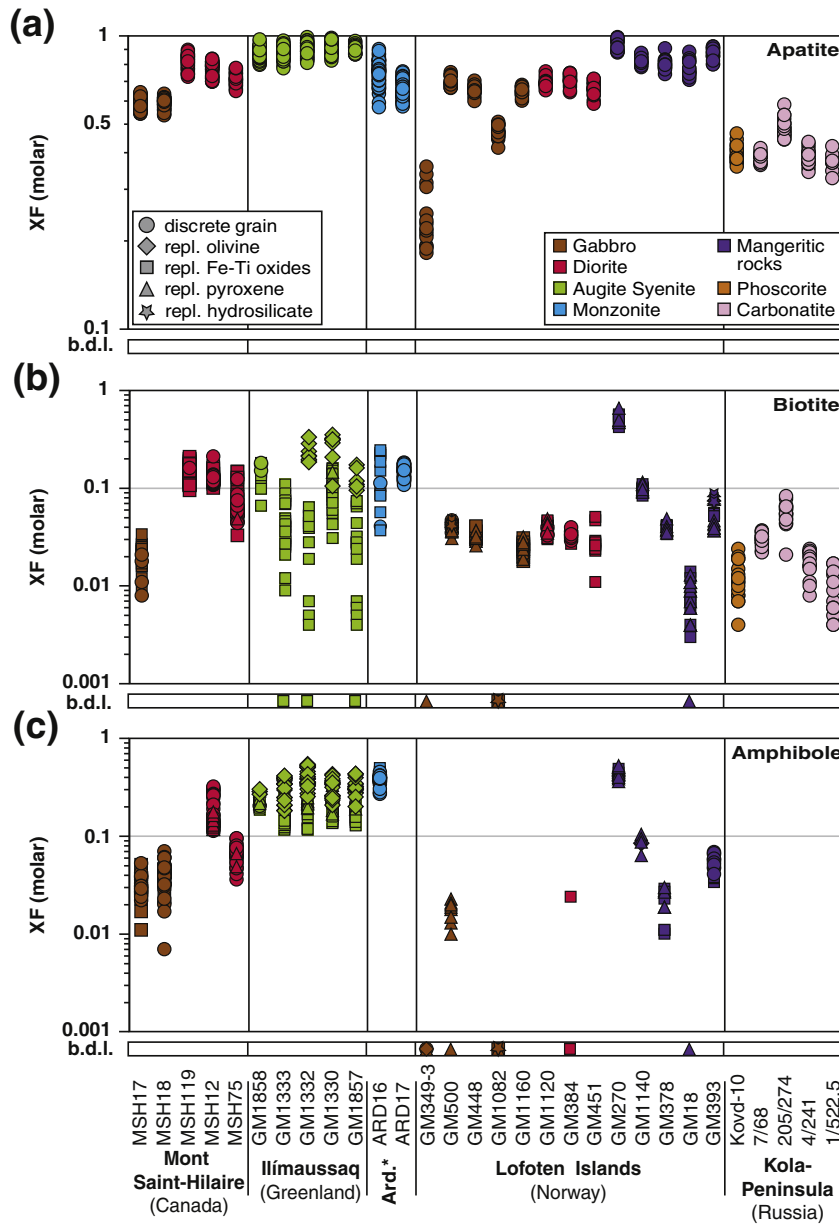 (a)
XF (molar)
1
0.5
0.1
b.d.l.
Apatite
discrete grain
repl. olivine
repl. Fe-Ti oxides
repl. pyroxene
repl. hydrosilicate
Gabbro
Diorite
Augite Syenite
Monzonite
Mangeritic
rocks
Phoscorite
Carbonatite
(b)
XF (molar)
1
0.1
0.01
0.001
b.d.l.
Biotite
(c)
XF (molar)
1
0.1
0.01
0.001
b.d.l.
Amphibole
MSH17
MSH18
MSH119
MSH12
MSH75
GM1858
GM1333
GM1332
GM1330
GM1857
ARD16
ARD17
GM349-3
GM500
GM448
GM1082
GM1160
GM1120
GM384
GM451
GM270
GM1140
GM378
GM18
GM393
Kovd-10
7/68
205/274
4/241
1/522.5
Mont
Saint-Hilaire
(Canada)
Ilímaussaq
(Greenland)
Ard.*
Lofoten Islands
(Norway)
Kola-
Peninsula
(Russia)